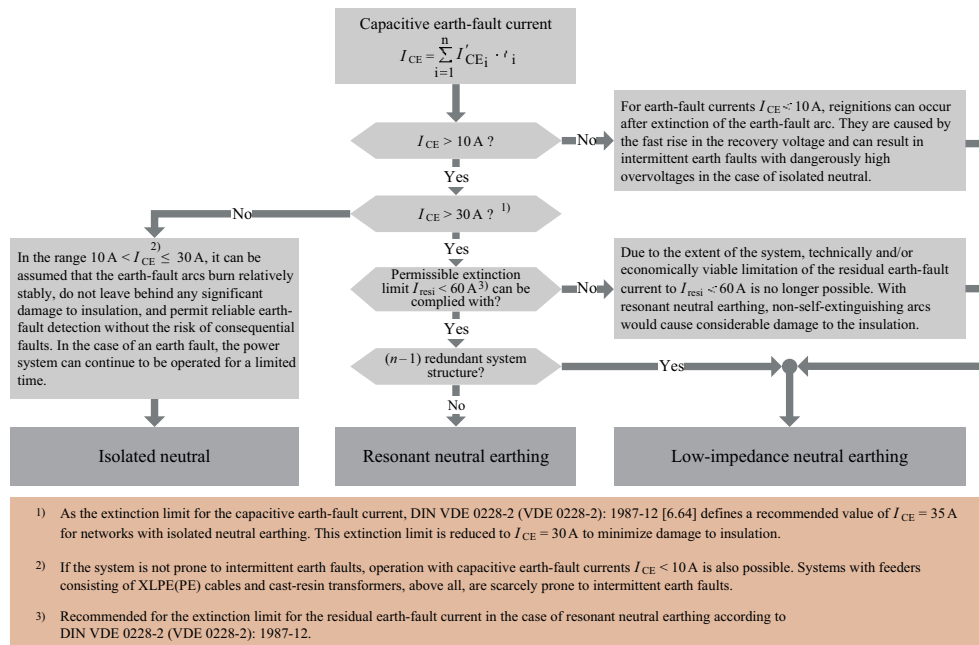 Capacitive earth-fault current
I CE = n ∑ i=1 I′CEi · ℓ i
I CE > 10 A ?
No
For earth-fault currents I CE < 10 A, reignitions can occur
after extinction of the earth-fault arc. They are caused by
the fast rise in the recovery voltage and can result in
intermittent earth faults with dangerously high
overvoltages in the case of isolated neutral.
Yes
I CE > 30 A ? 1)
No
In the range 10 A < I CE 2) ≤ 30 A, it can be
assumed that the earth-fault arcs burn relatively
stably, do not leave behind any significant
damage to insulation, and permit reliable earth-
fault detection without the risk of consequential
faults. In the case of an earth fault, the power
system can continue to be operated for a limited
time.
Yes
Permissible extinction
limit I resi < 60 A 3) can be
complied with?
No
Due to the extent of the system, technically and/or
economically viable limitation of the residual earth-fault
current to I resi < 60 A is no longer possible. With
resonant neutral earthing, non-self-extinguishing arcs
would cause considerable damage to the insulation.
Yes
(n – 1) redundant system
structure?
Yes
No
Isolated neutral
Resonant neutral earthing
Low-impedance neutral earthing
1) As the extinction limit for the capacitive earth-fault current, DIN VDE 0228-2 (VDE 0228-2): 1987-12 [6.64] defines a recommended value of I CE = 35 A
for networks with isolated neutral earthing. This extinction limit is reduced to I CE = 30 A to minimize damage to insulation.
2) If the system is not prone to intermittent earth faults, operation with capacitive earth-fault currents I CE < 10 A is also possible. Systems with feeders
consisting of XLPE(PE) cables and cast-resin transformers, above all, are scarcely prone to intermittent earth faults.
3) Recommended for the extinction limit for the residual earth-fault current in the case of resonant neutral earthing according to
DIN VDE 0228-2 (VDE 0228-2): 1987-12.